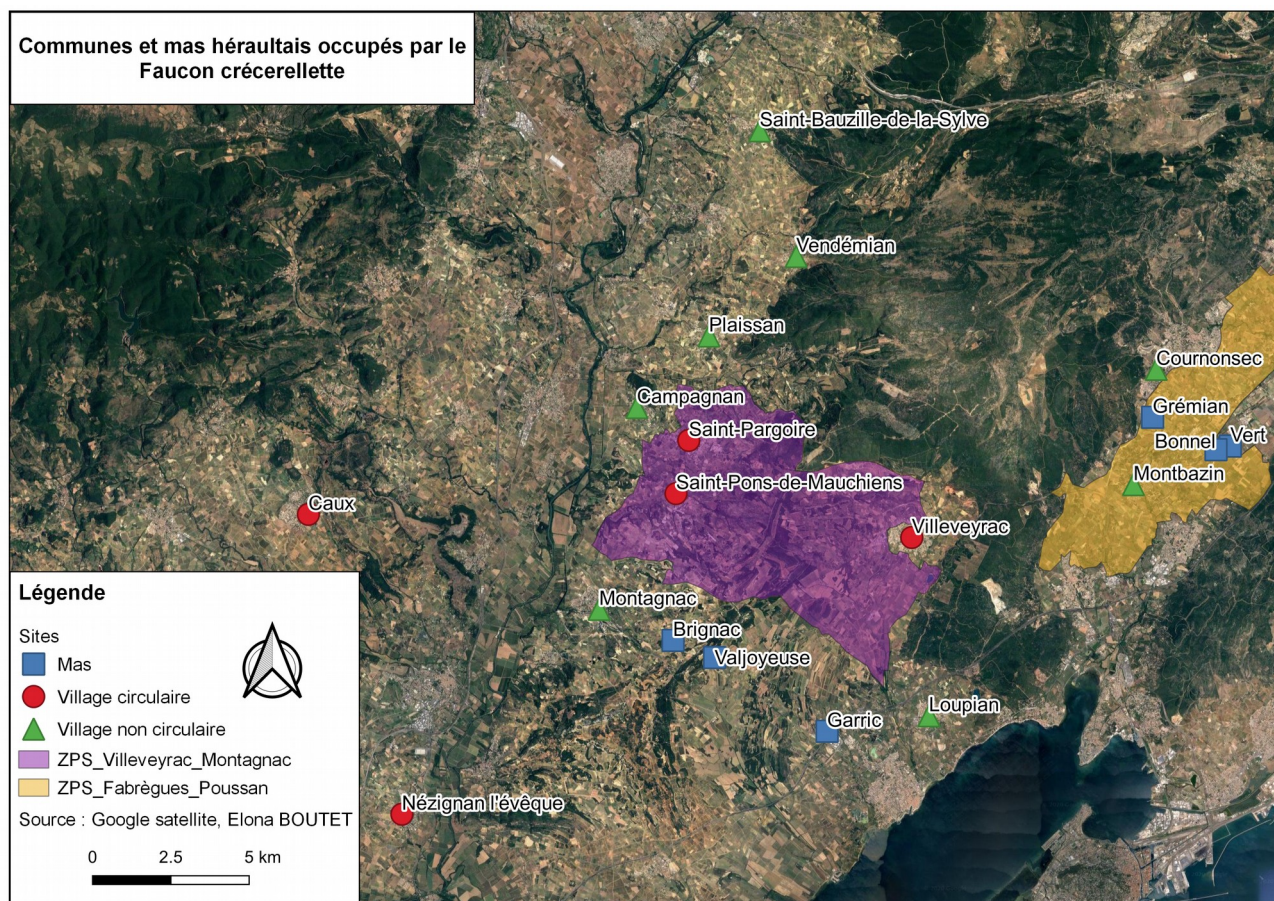 Communes et mas héraultais occupés par le
Faucon crécerellette
Saint-Bauzille-de-la-Sylve
Vendémian
Plaissan
Cournonsec
Campagnan
Grémian
Saint-Pargoire
Bonnel
Vert
Montbazin
Saint-Pons-de-Mauchiens
Caux
Villeveyrac
Montagnac
Brignac
Valjoyeuse
Loupian
Garric
Nézignan l'évêque
Légende
Sites
Mas
Village circulaire
Village non circulaire
ZPS_Villeveyrac_Montagnac
ZPS_Fabrègues_Poussan
Source : Google satellite, Elona BOUTET
0 2.5 5 km